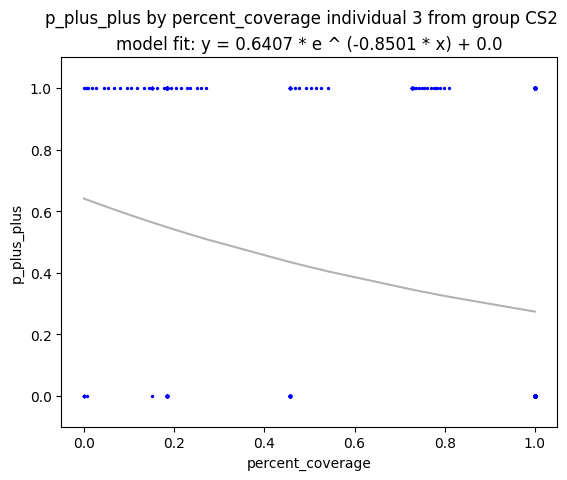 p_plus_plus by percent_coverage individual 3 from group CS2
model fit: y = 0.6407 * e ^ (-0.8501 * x) + 0.0
1.0
0.8
0.6
0.4
0.2
0.0
p_plus_plus
0.0 0.2 0.4 0.6 0.8 1.0
percent_coverage